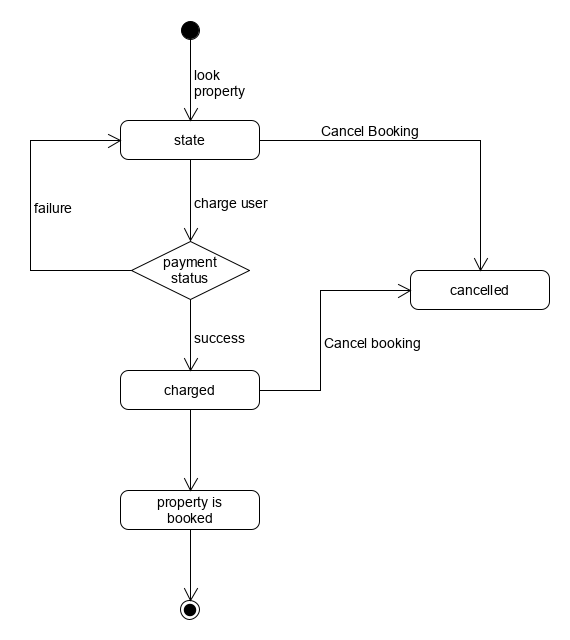 look
property
state
Cancel Booking
charge user
failure
payment
status
cancelled
success
Cancel booking
charged
property is
booked